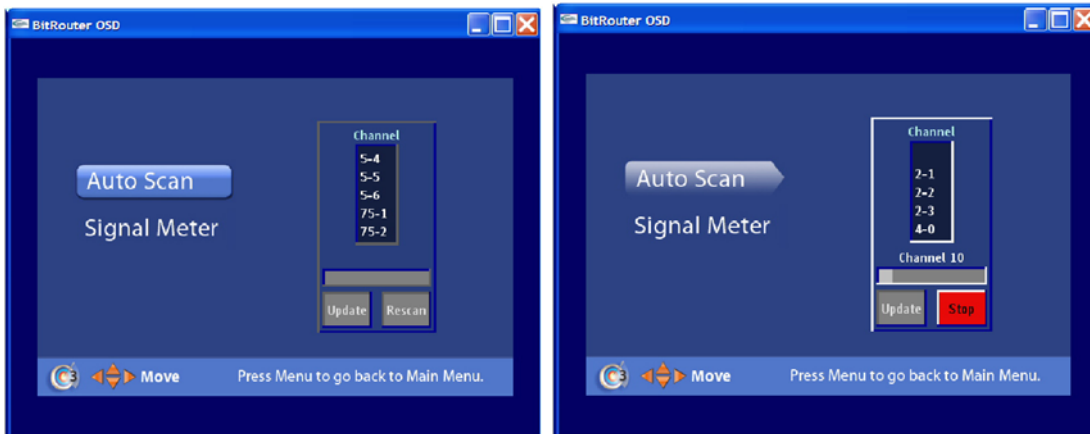 BitRouter OSD
Channel
5-4
5-5
5-6
75-1
75-2
Auto Scan
Signal Meter
Update Rescan
Move Press Menu to go back to Main Menu.
BitRouter OSD
Channel
2-1
2-2
2-3
4-0
Auto Scan
Signal Meter
Channel 10
Update Stop
Move Press Menu to go back to Main Menu.